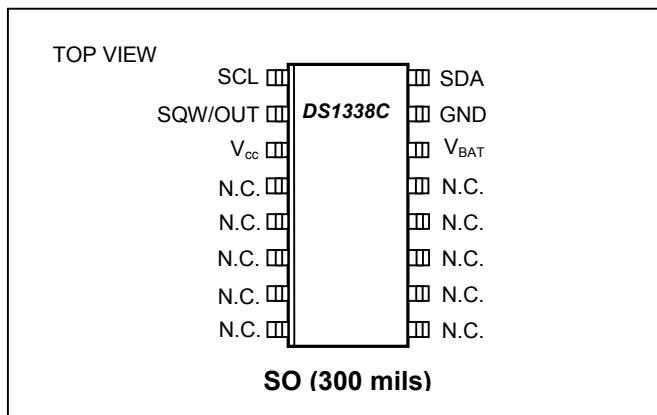 TOP VIEW
SCL SDA
SQW/OUT DS1338C GND
Vcc VBAT
N.C. N.C.
N.C. N.C.
N.C. N.C.
N.C. N.C.
N.C. N.C.
SO (300 mils)